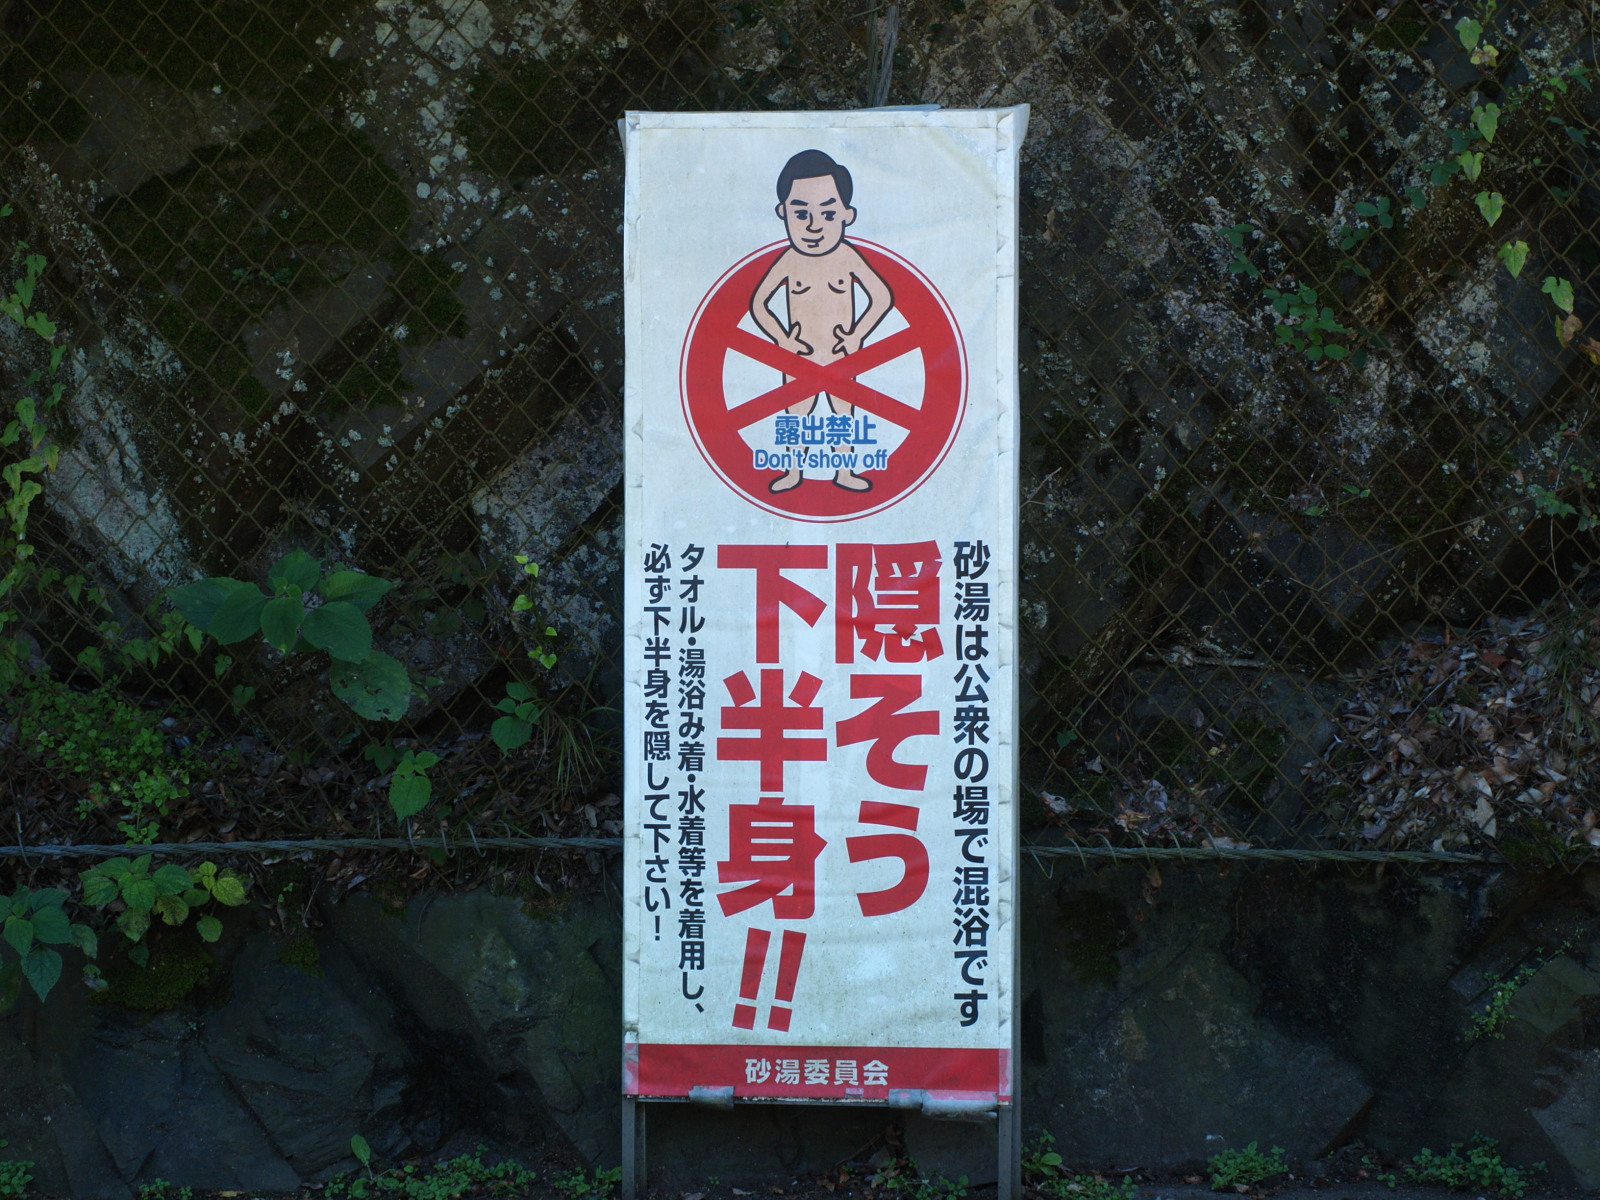 露出禁止
Don't show off
砂湯は公衆の場で混浴です
隠そう
下半身!!
タオル・湯浴み着・水着等を着用し、
必ず下半身を隠して下さい!
砂湯委員会